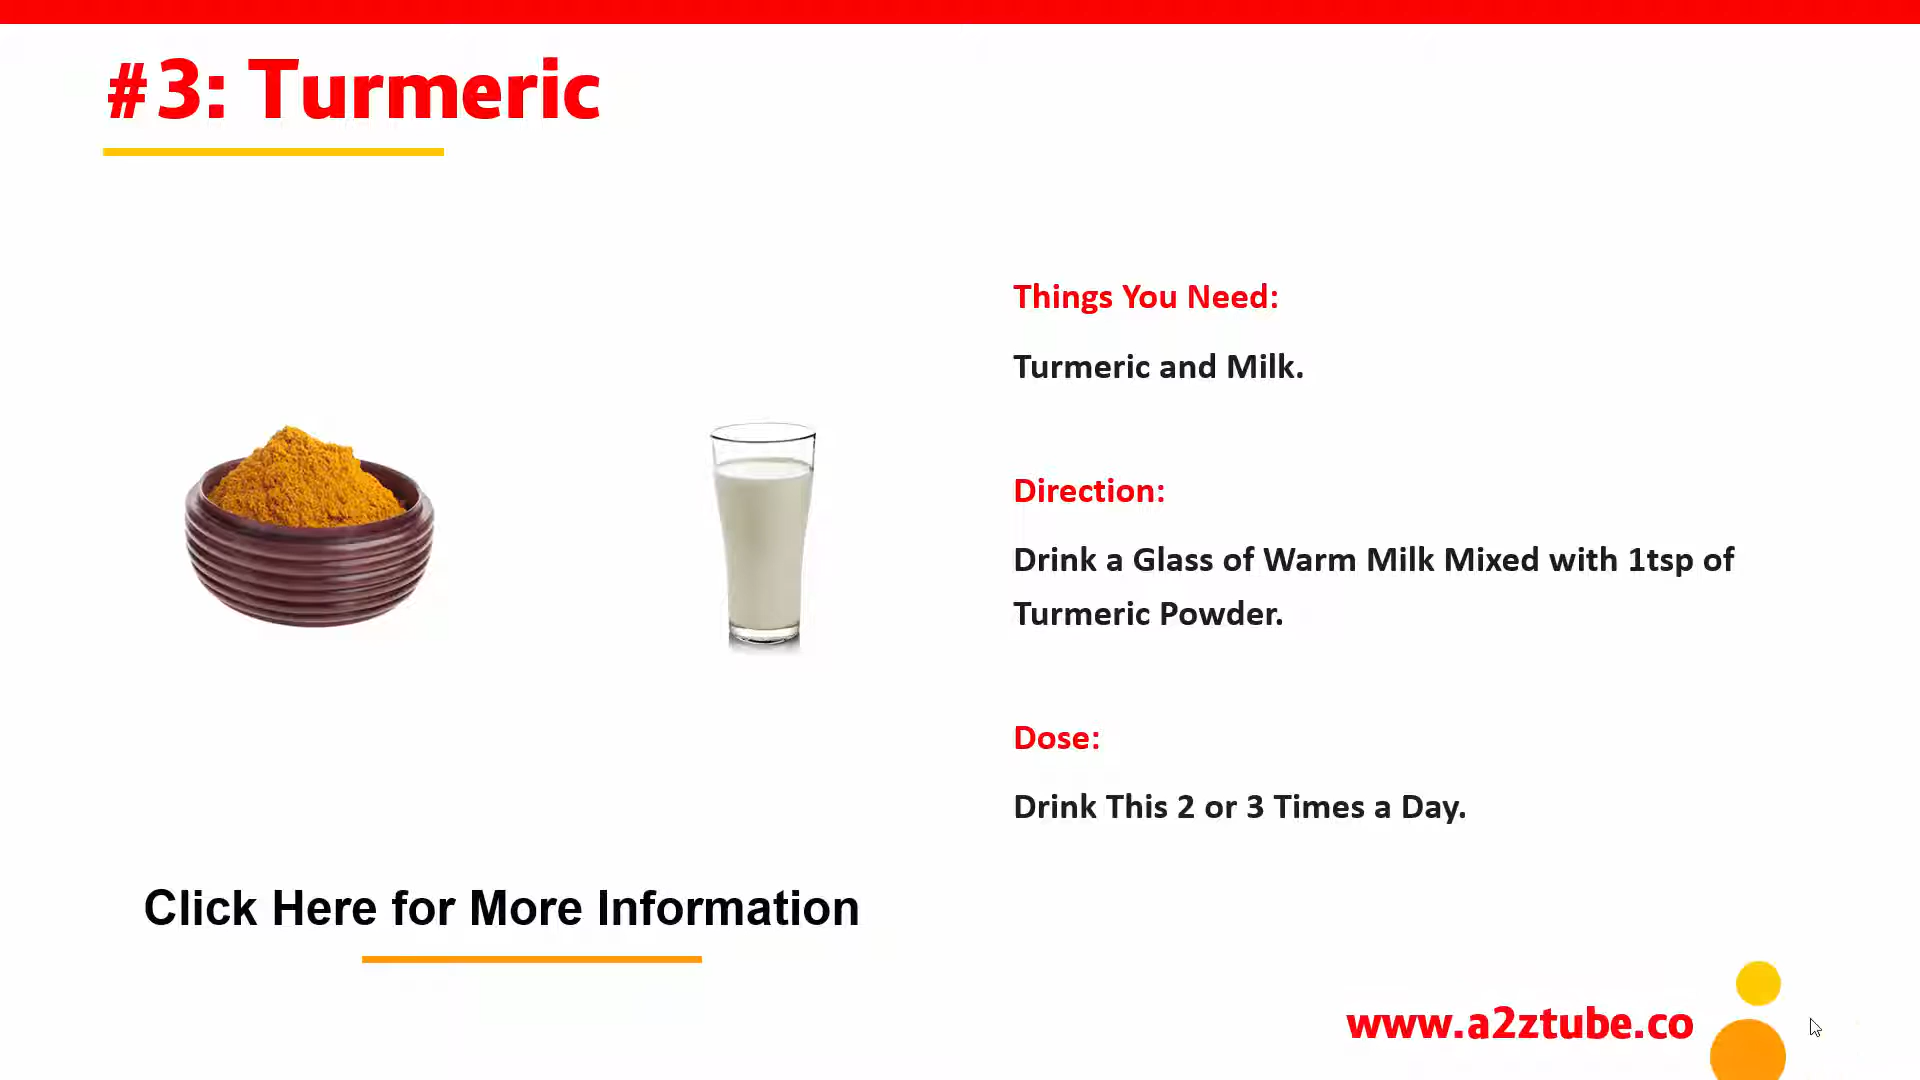 #3: Turmeric
Things You Need:
Turmeric and Milk.
Direction:
Drink a Glass of Warm Milk Mixed with 1tsp of
Turmeric Powder.
Dose:
Drink This 2 or 3 Times a Day.
Click Here for More Information
www.a2ztube.co